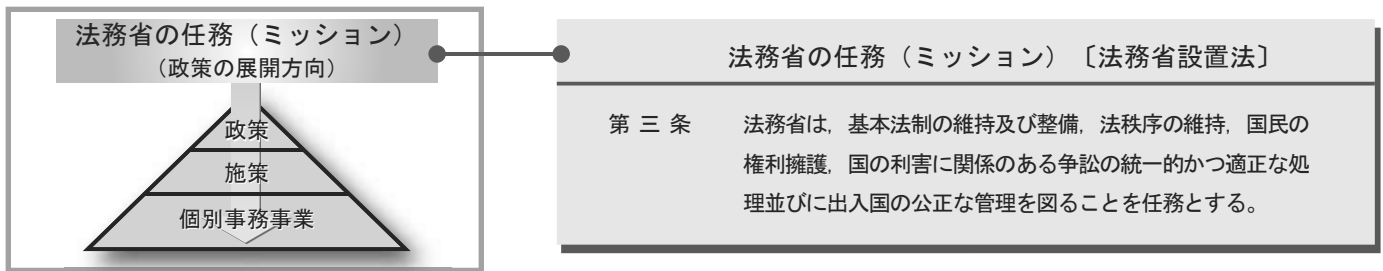 法務省の任務（ミッション）
（政策の展開方向）
政策
施策
個別事務事業
法務省の任務（ミッション）〔法務省設置法〕
第三条　法務省は，基本法制の維持及び整備，法秩序の維持，国民の
権利擁護，国の利害に関係のある争訟の統一的かつ適正な処
理並びに出入国の公正な管理を図ることを任務とする。